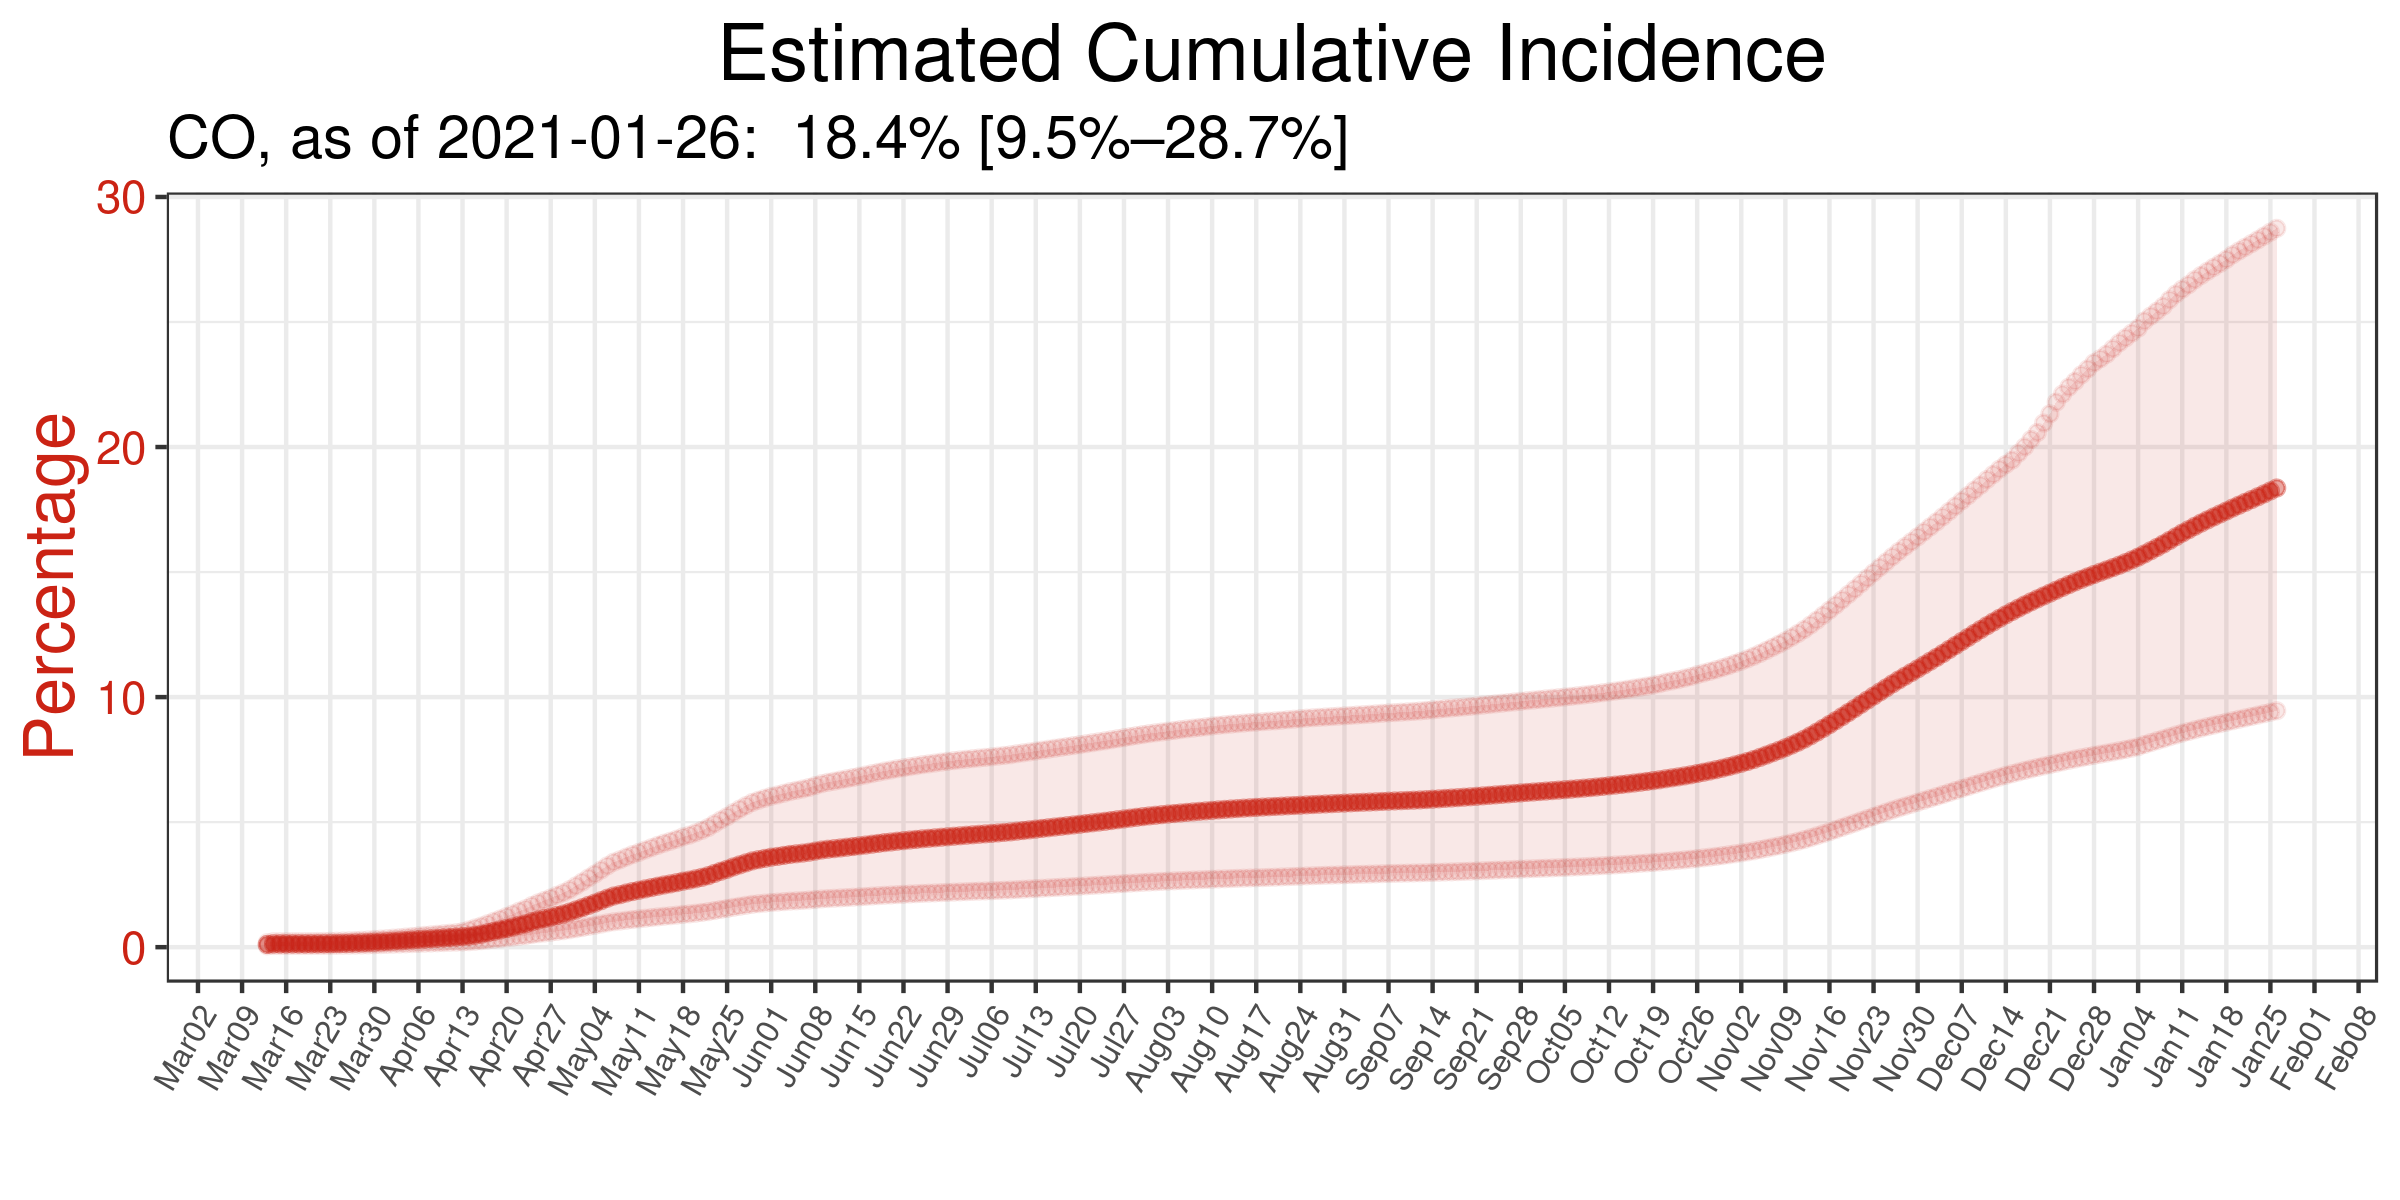 Estimated Cumulative Incidence
CO, as of 2021-01-26:  18.4% [9.5%–28.7%]
Percentage
30
20
10
0
Mar02
Mar09
Mar16
Mar23
Mar30
Apr06
Apr13
Apr20
Apr27
May04
May11
May18
May25
Jun01
Jun08
Jun15
Jun22
Jun29
Jul06
Jul13
Jul20
Jul27
Aug03
Aug10
Aug17
Aug24
Aug31
Sep07
Sep14
Sep21
Sep28
Oct05
Oct12
Oct19
Oct26
Nov02
Nov09
Nov16
Nov23
Nov30
Dec07
Dec14
Dec21
Dec28
Jan04
Jan11
Jan18
Jan25
Feb01
Feb08